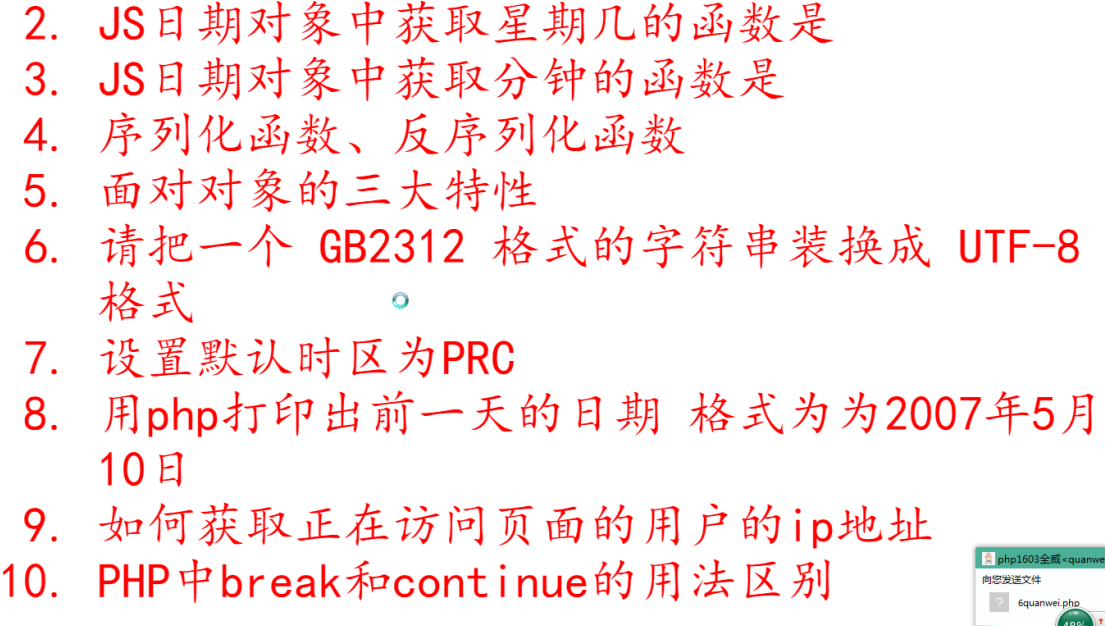 2. JS日期对象中获取星期几的函数是
3. JS日期对象中获取分钟的函数是
4. 序列化函数、反序列化函数
5. 面对对象的三大特性
6. 请把一个 GB2312 格式的字符串装换成 UTF-8
格式
7. 设置默认时区为PRC
8. 用php打印出前一天的日期 格式为为2007年5月
10日
9. 如何获取正在访问页面的用户的ip地址
10. PHP中break和continue的用法区别
php1603全威<quanwe
向您发送文件
? 6quanwei.php
48%